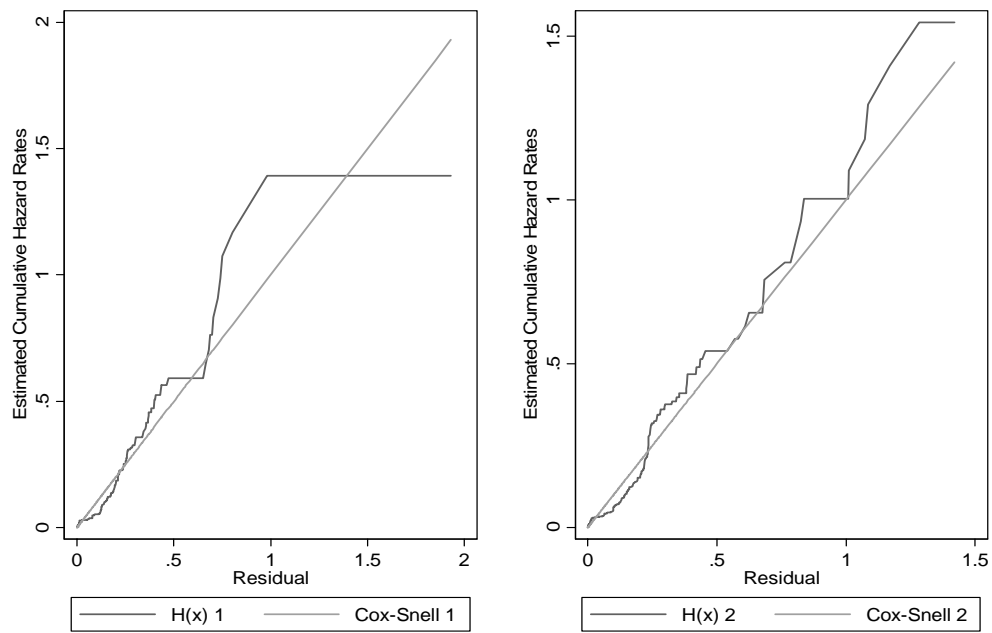 Estimated Cumulative Hazard Rates
2
1.5
1
.5
0
0
.5
1
1.5
2
Residual
H(x) 1
Cox-Snell 1
Estimated Cumulative Hazard Rates
1.5
1
.5
0
0
.5
1
1.5
Residual
H(x) 2
Cox-Snell 2